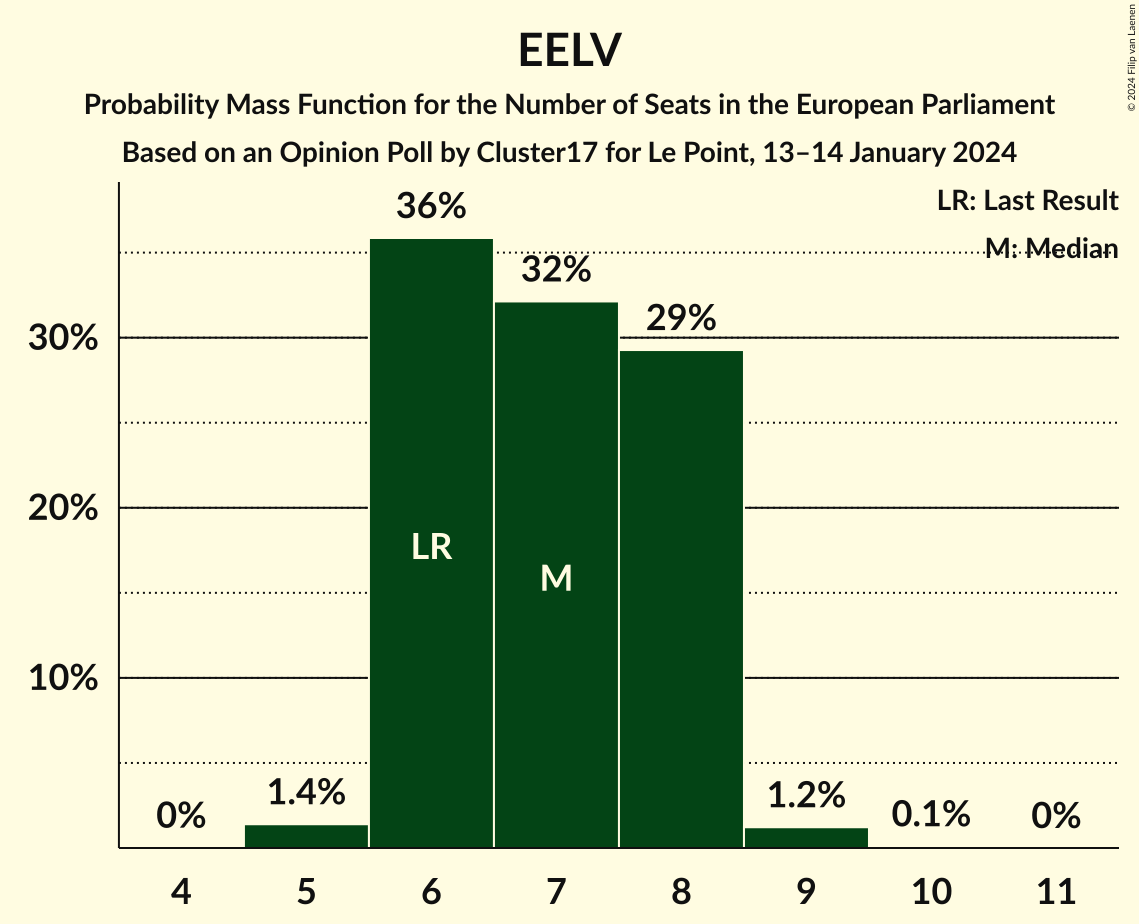 EELV
Probability Mass Function for the Number of Seats in the European Parliament
Based on an Opinion Poll by Cluster17 for Le Point, 13–14 January 2024
© 2024 Filip van Laenen
LR: Last Result
M: Median
36%
32%
29%
30%
20%
10%
LR
M
0%
1.4%
1.2%
0.1%
0%
4
5
6
7
8
9
10
11